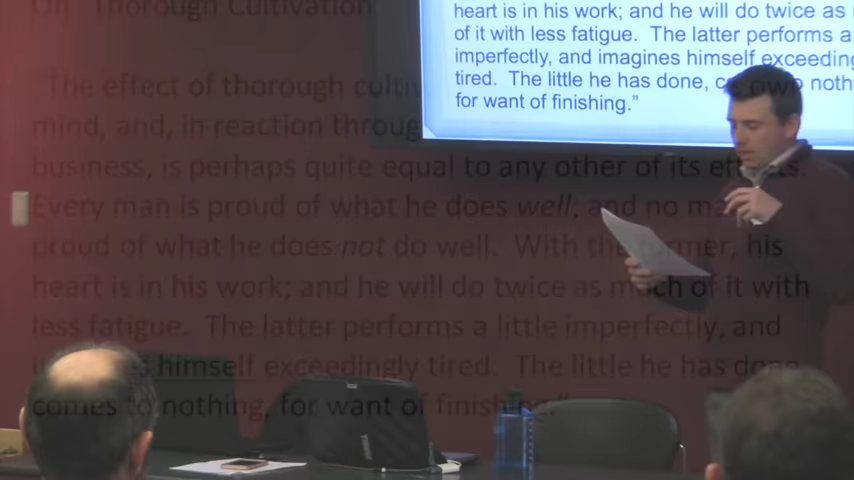 On "Thorough Cultivation
heart is in his work; and he will do twice as
of it with less fatigue. The latter performs a
imperfectly, and imagines himself exceeding
tired. The little he has done, noth
for want of finishing."
The effect of thorough cultiv
mind, and, in reaction throug
business, is perhaps quite equal to any other of its effects.
Every man is proud of what he does well; and no ma
proud of what he does not do well. With the former, his
heart is in his work; and he will do twice as much of it with
less fatigue. The latter performs a little imperfectly, and
himself exceedingly tired. The little he has done
comes to nothing, for want of finishing."